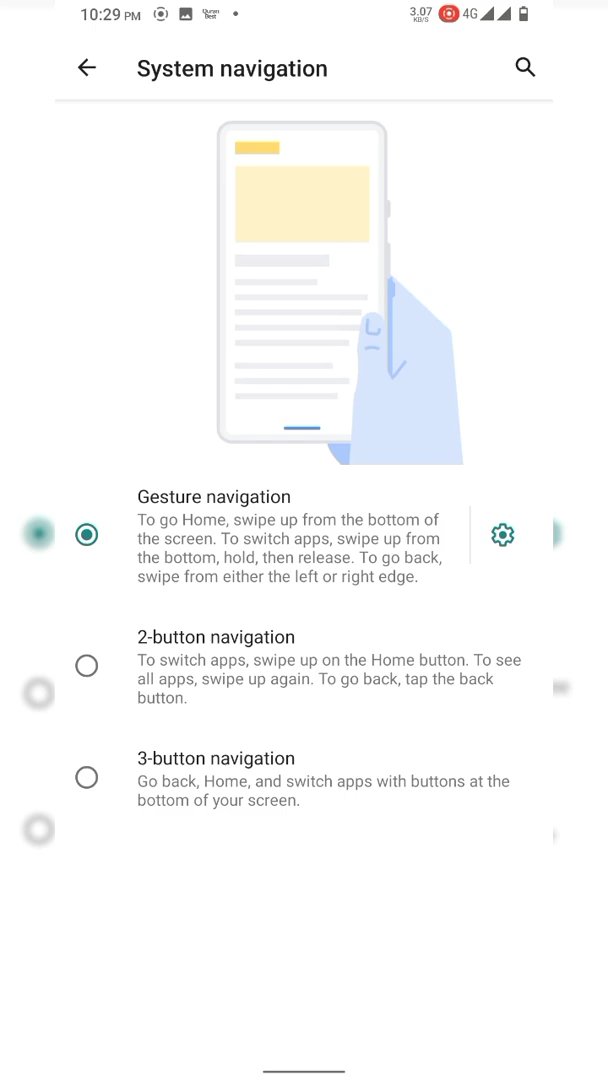 10:29 PM
3.07
KB/S
4G
System navigation
Gesture navigation
To go Home, swipe up from the bottom of
the screen. To switch apps, swipe up from
the bottom, hold, then release. To go back,
swipe from either the left or right edge.
2-button navigation
To switch apps, swipe up on the Home button. To see
all apps, swipe up again. To go back, tap the back
button.
3-button navigation
Go back, Home, and switch apps with buttons at the
bottom of your screen.